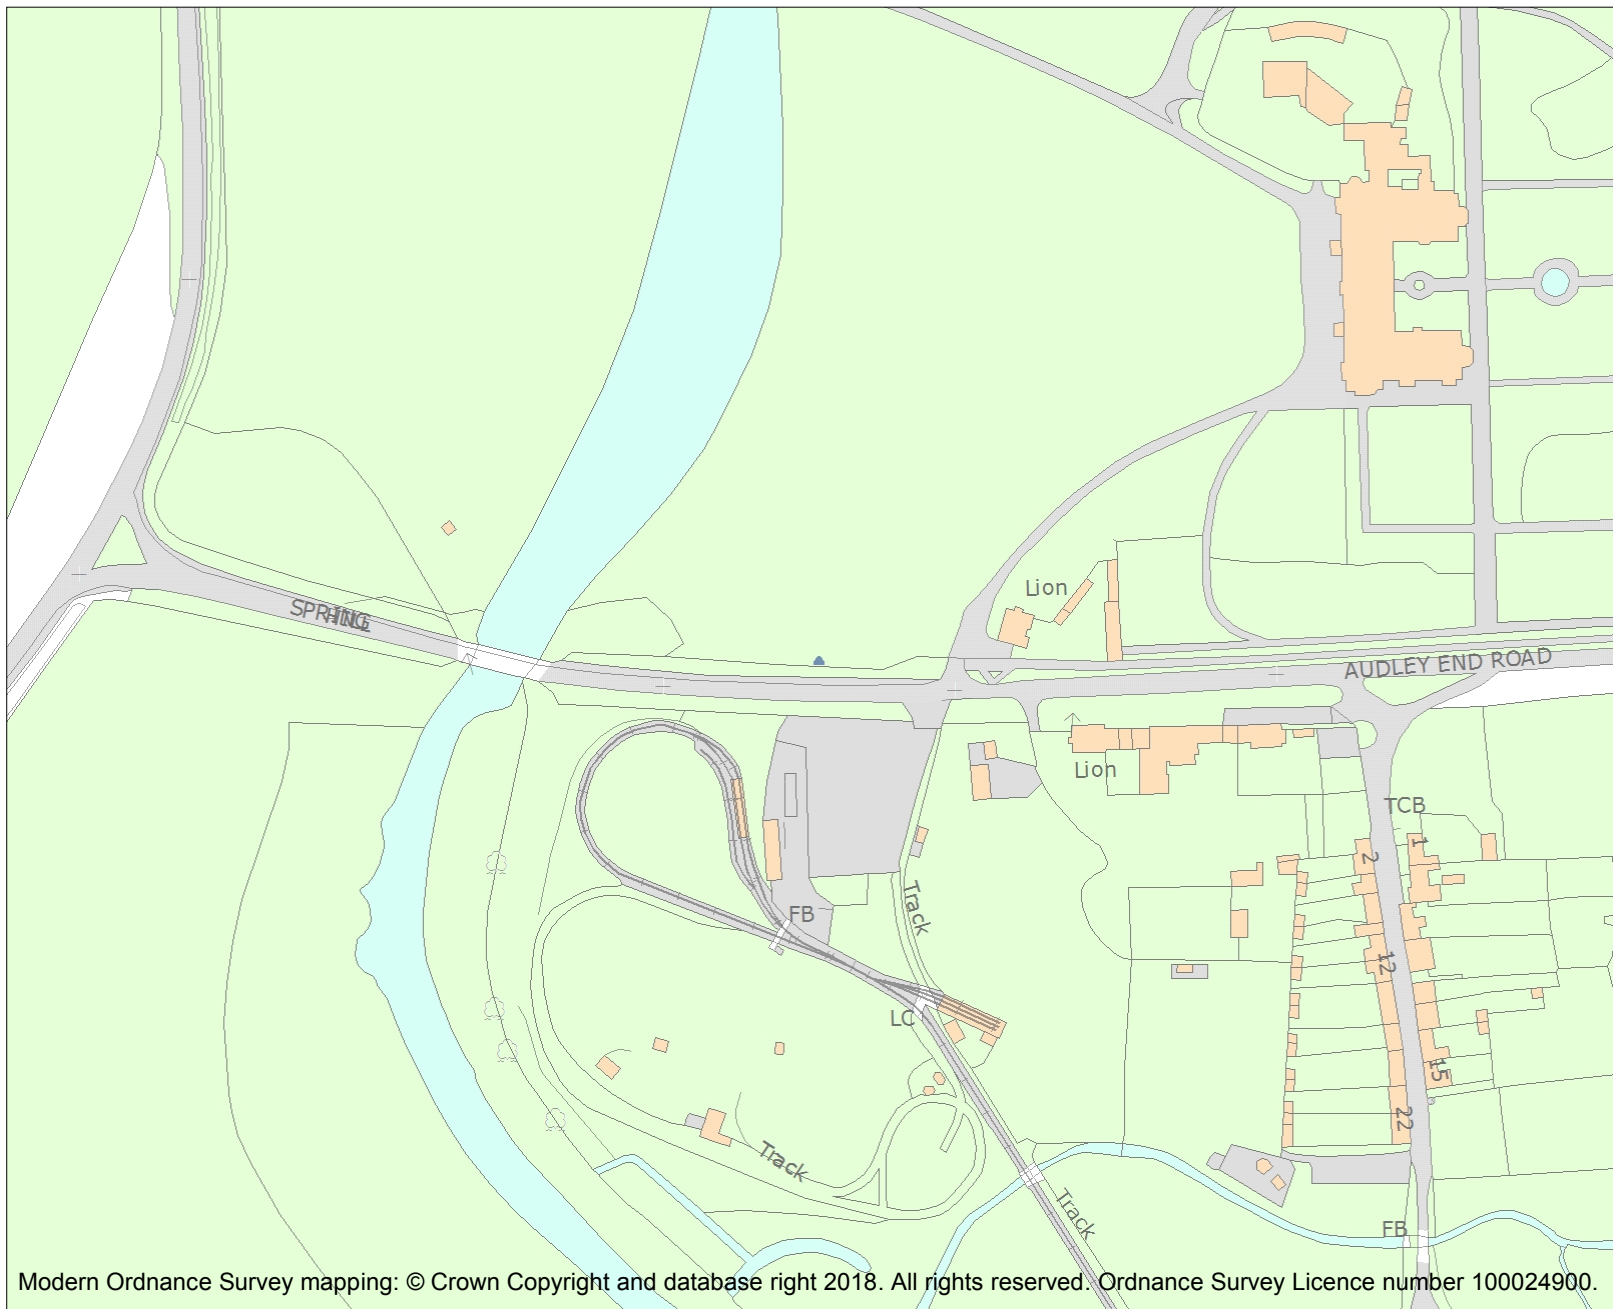 Lion
SPRING
HILL
AUDLEY END ROAD
Lion
TCB
1
2
Track
FB
12
LC
15
22
Track
Track
FB
Modern Ordnance Survey mapping: © Crown Copyright and database right 2018. All rights reserved. Ordnance Survey Licence number 100024900.